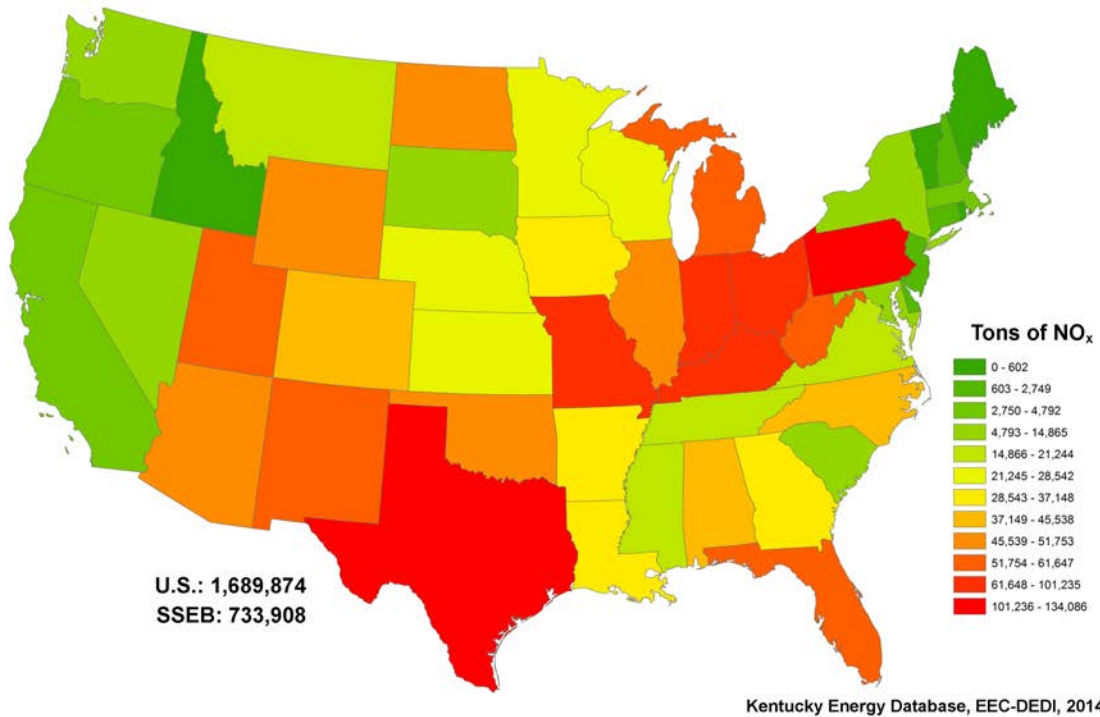 Tons of NOₓ
0 - 602
603 - 2,749
2,750 - 4,792
4,793 - 14,865
14,866 - 21,244
21,245 - 28,542
28,543 - 37,148
37,149 - 45,538
45,539 - 51,753
51,754 - 61,647
61,648 - 101,235
101,236 - 134,086
U.S.: 1,689,874
SSEB: 733,908
Kentucky Energy Database, EEC-DEDI, 2014